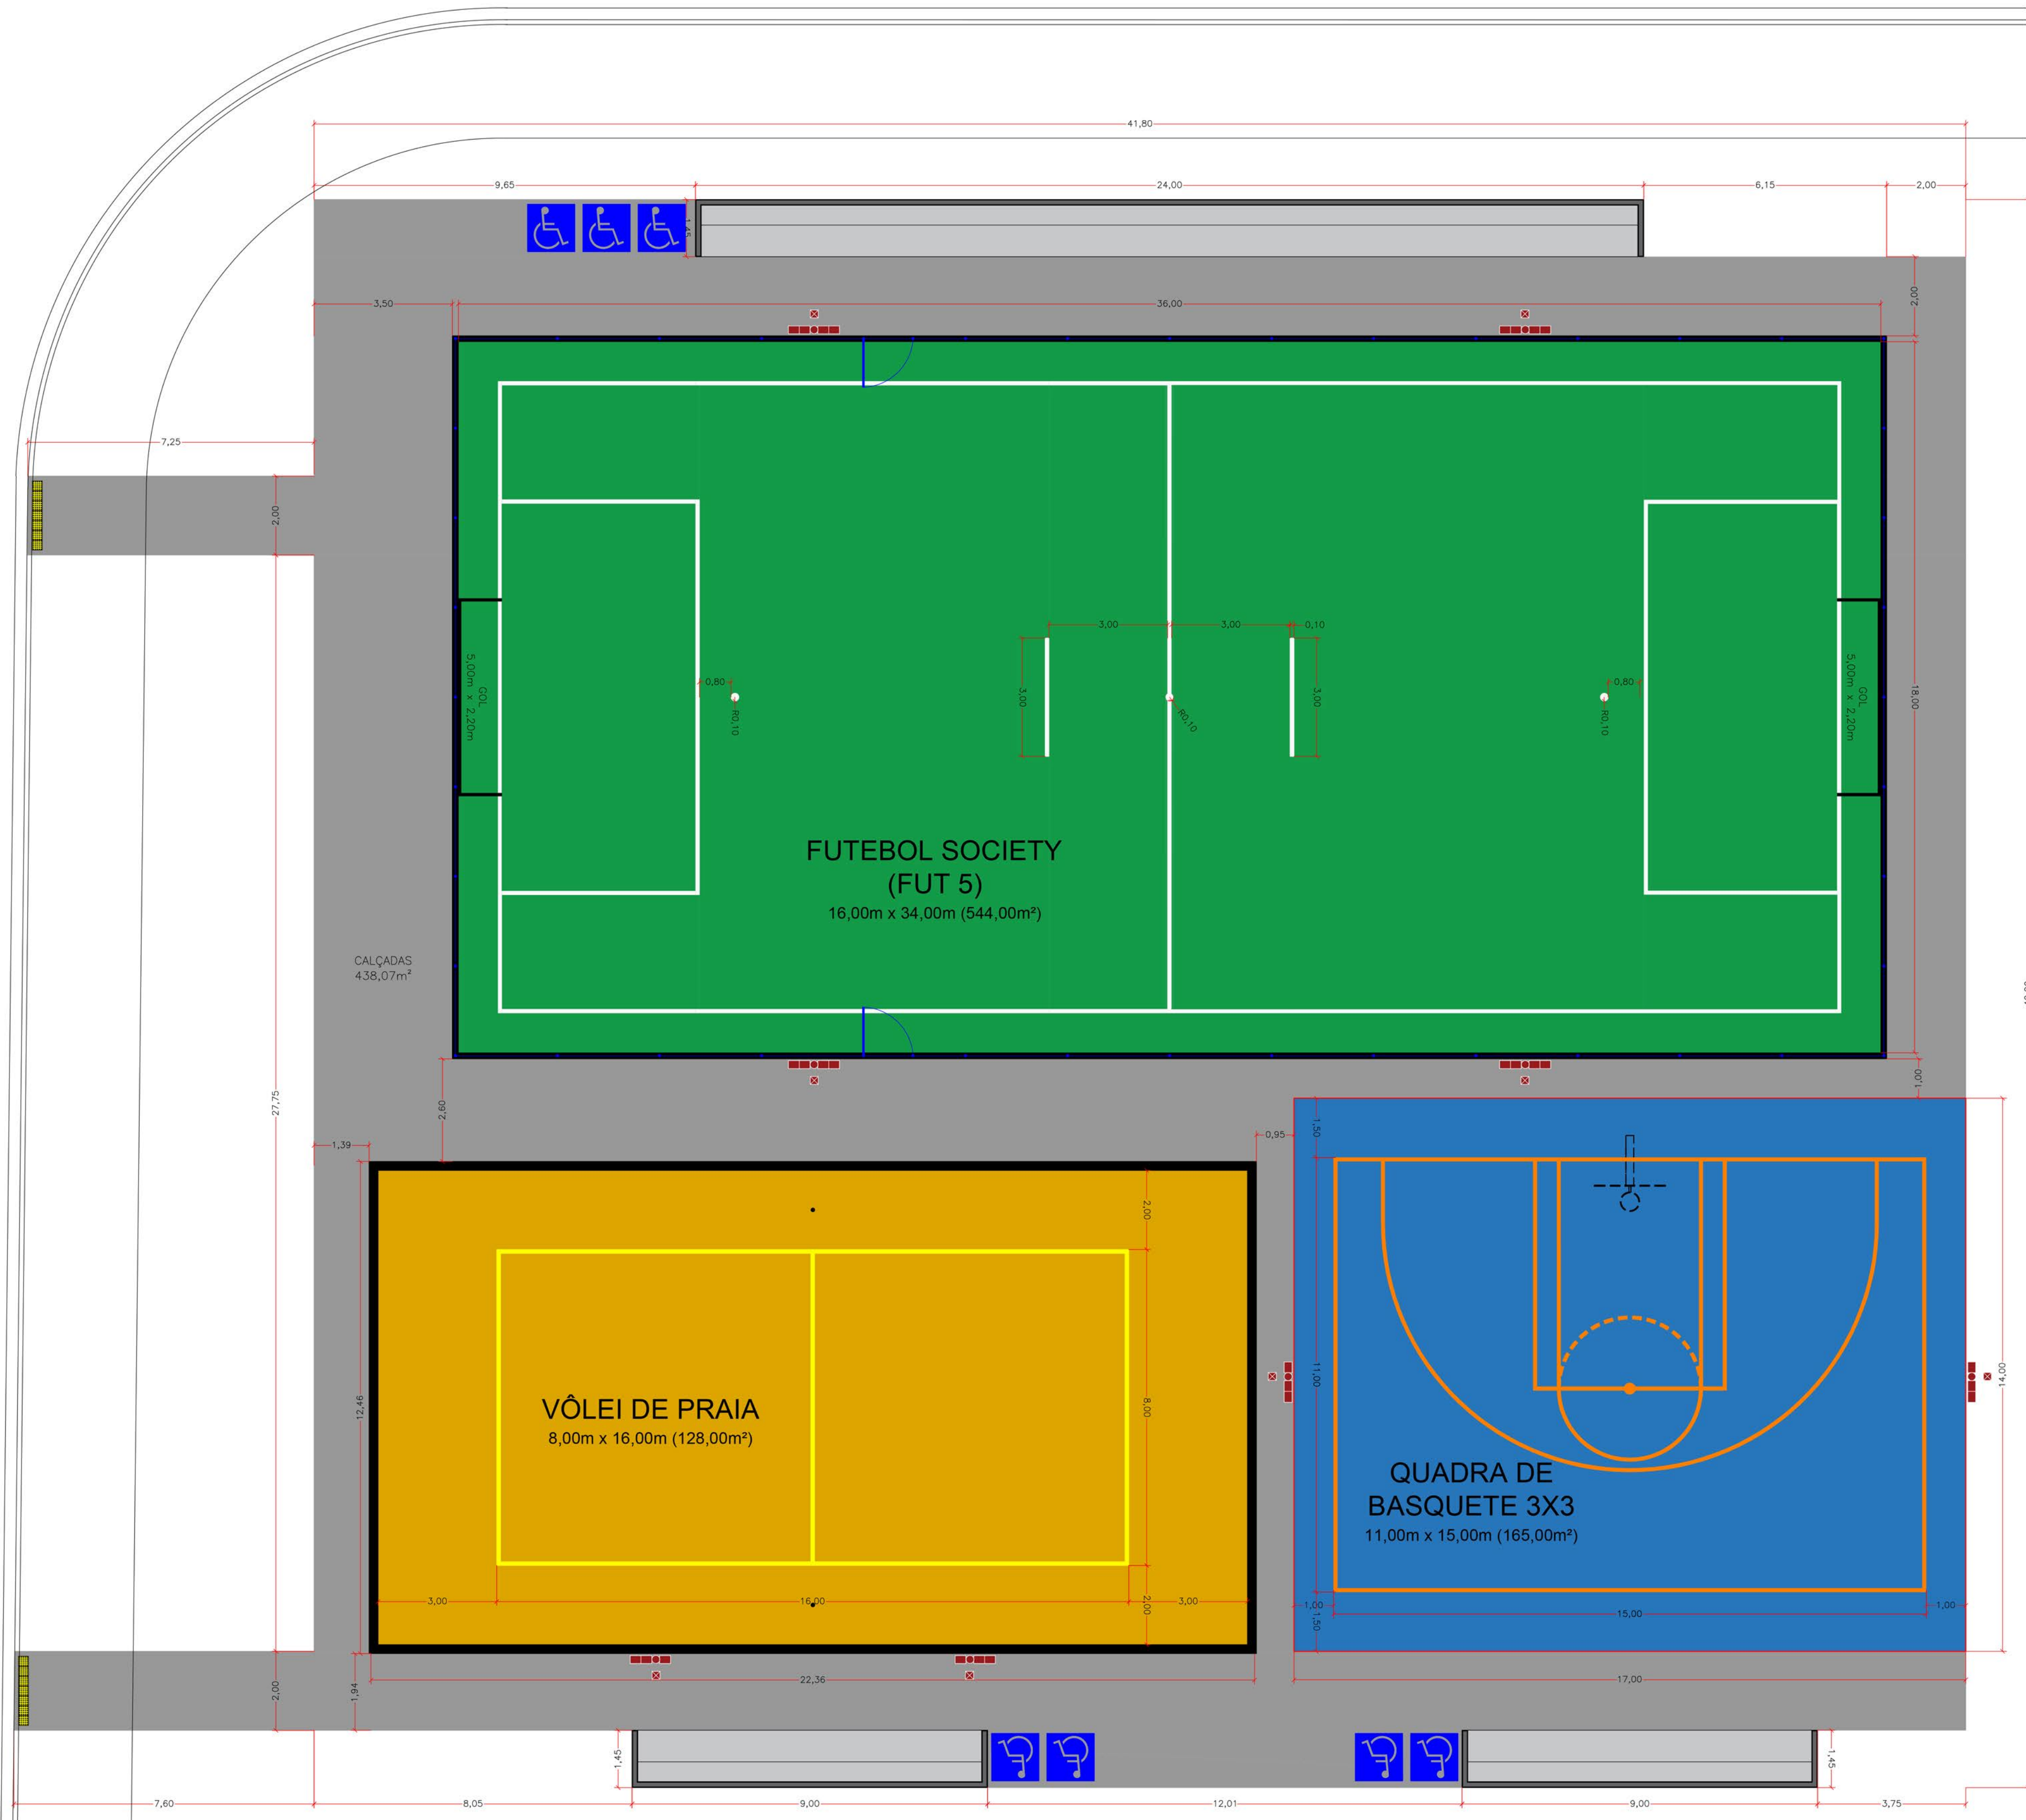 41,80
9,65
24,00
6,15
2,00
1,45
3,50
36,00
2,00
7,25
2,00
3,00
3,00
0,10
3,00
3,00
0,80
0,80
R0,10
R0,10
R0,10
GOL
5,00m x 2,20m
GOL
5,00m x 2,20m
18,00
FUTEBOL SOCIETY
(FUT 5)
16,00m x 34,00m (544,00m²)
CALÇADAS
438,07m²
27,75
2,60
1,00
1,39
0,95
1,50
2,00
12,46
8,00
11,00
14,00
VÔLEI DE PRAIA
8,00m x 16,00m (128,00m²)
QUADRA DE
BASQUETE 3X3
11,00m x 15,00m (165,00m²)
3,00
16,00
2,00
3,00
1,00
1,50
15,00
1,00
2,00
1,94
22,36
17,00
1,45
1,45
7,60
8,05
9,00
12,01
9,00
3,75